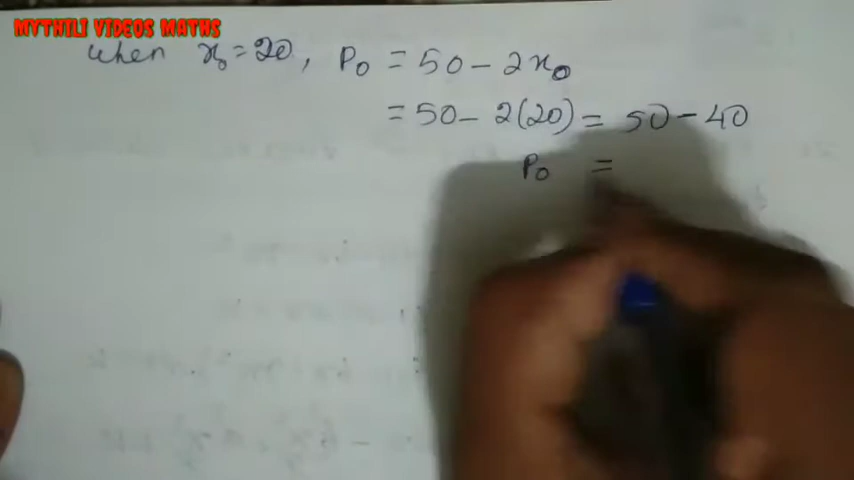 MYTHILI VIDEOS MATHS
when x₀ = 20, P₀ = 50 - 2x₀
= 50 - 2(20) = 50 - 40
P₀ =